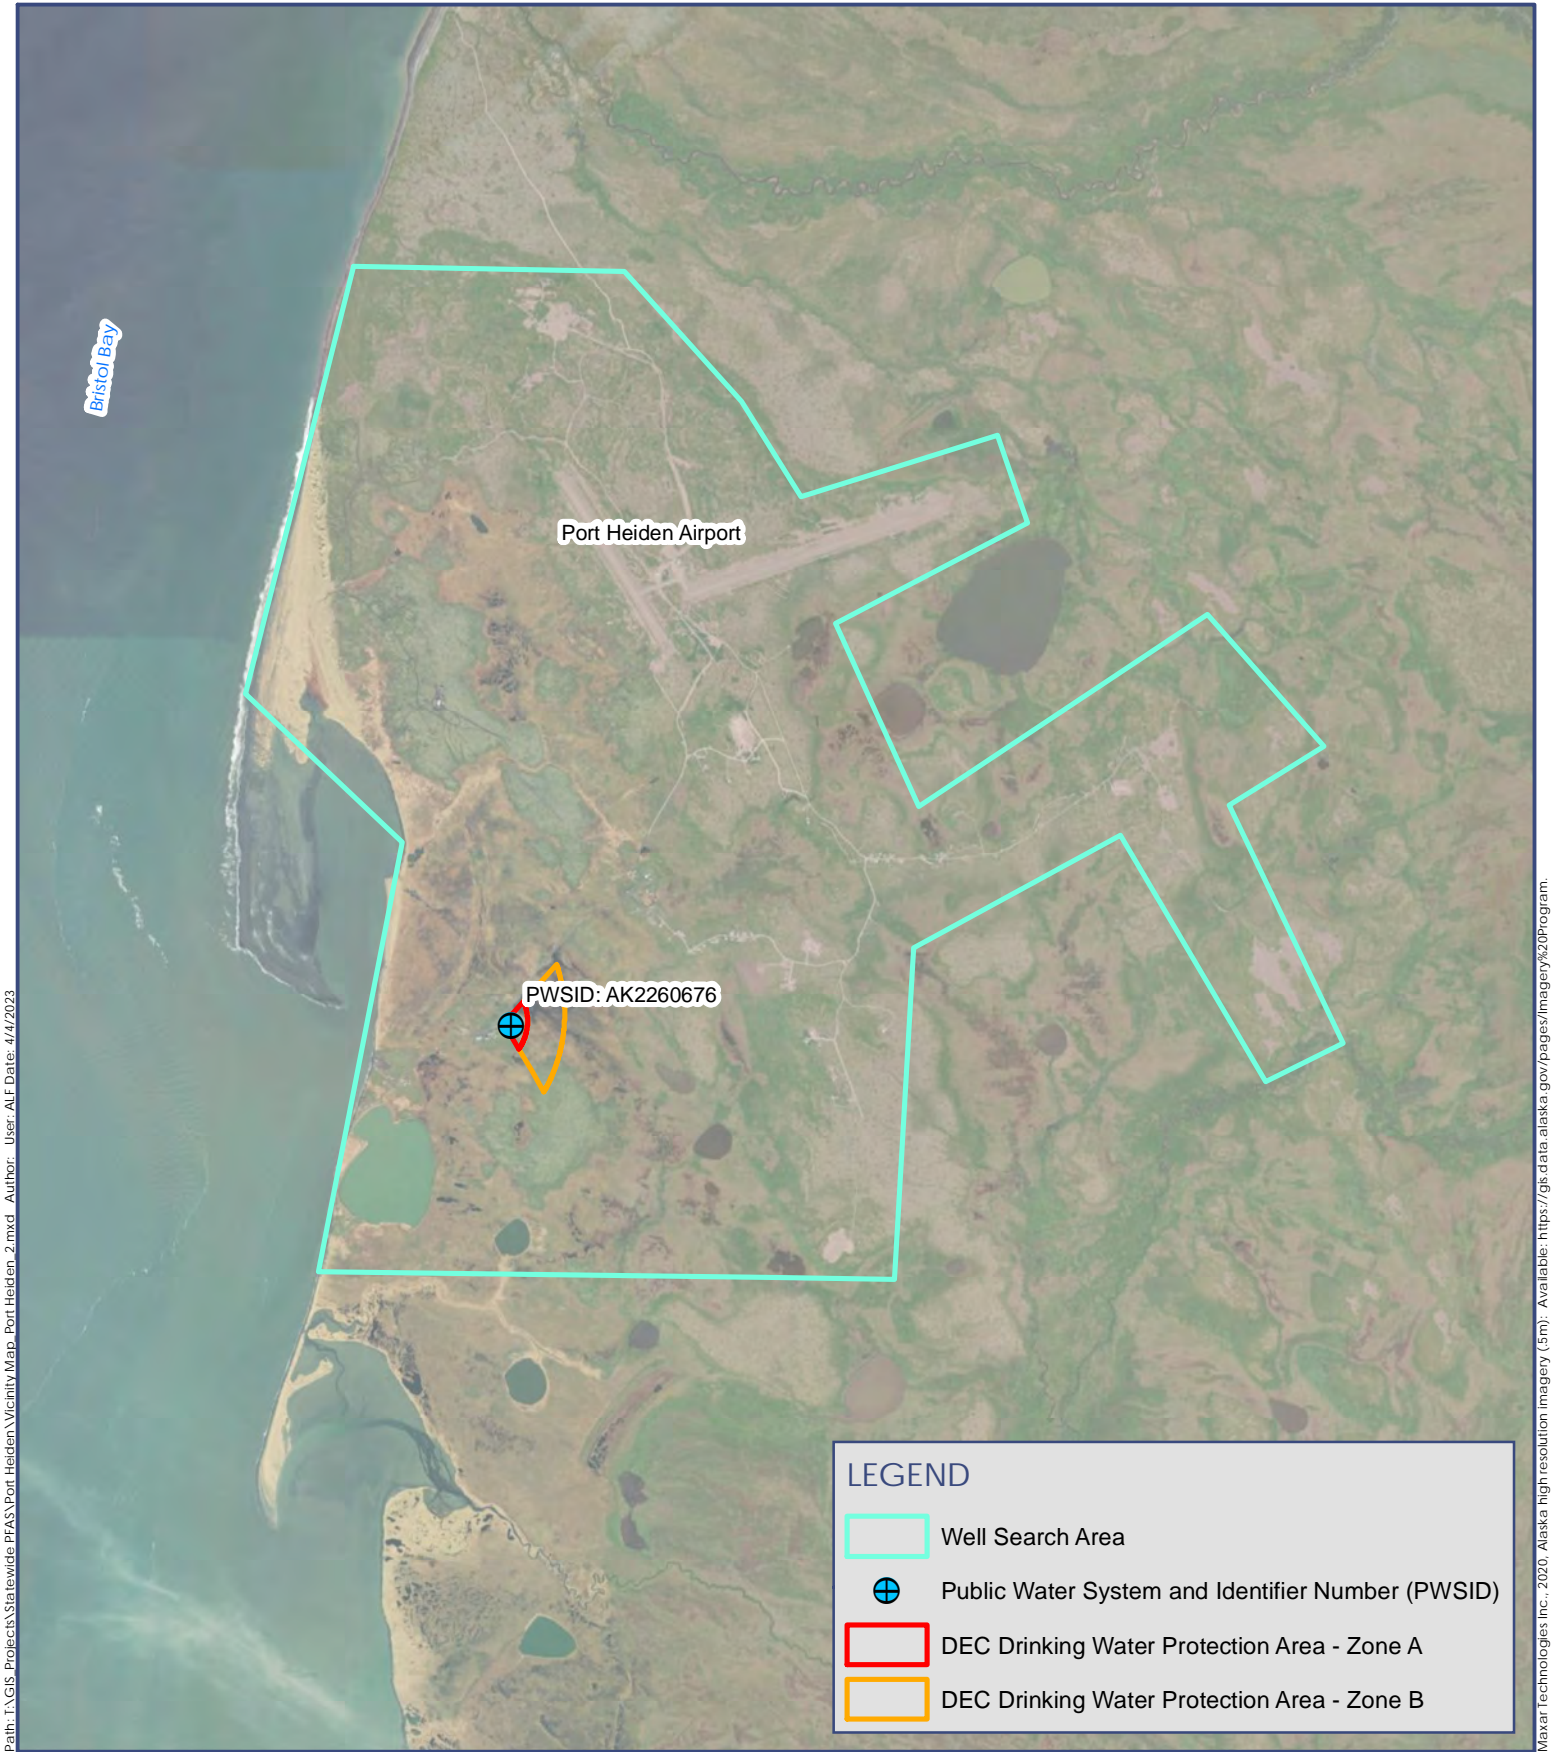 Bristol Bay
Port Heiden Airport
PWSID: AK2260676
LEGEND
Well Search Area
Public Water System and Identifier Number (PWSID)
DEC Drinking Water Protection Area - Zone A
DEC Drinking Water Protection Area - Zone B
Path: T:\GIS_Projects\Statewide PFAS\Port Heiden\Vicinity Map_Port Heiden_2.mxd Author: User: ALF Date: 4/4/2023
Maxar Technologies Inc., 2020, Alaska high resolution imagery (.5m): Available: https://gis.data.alaska.gov/pages/imagery%20Program.